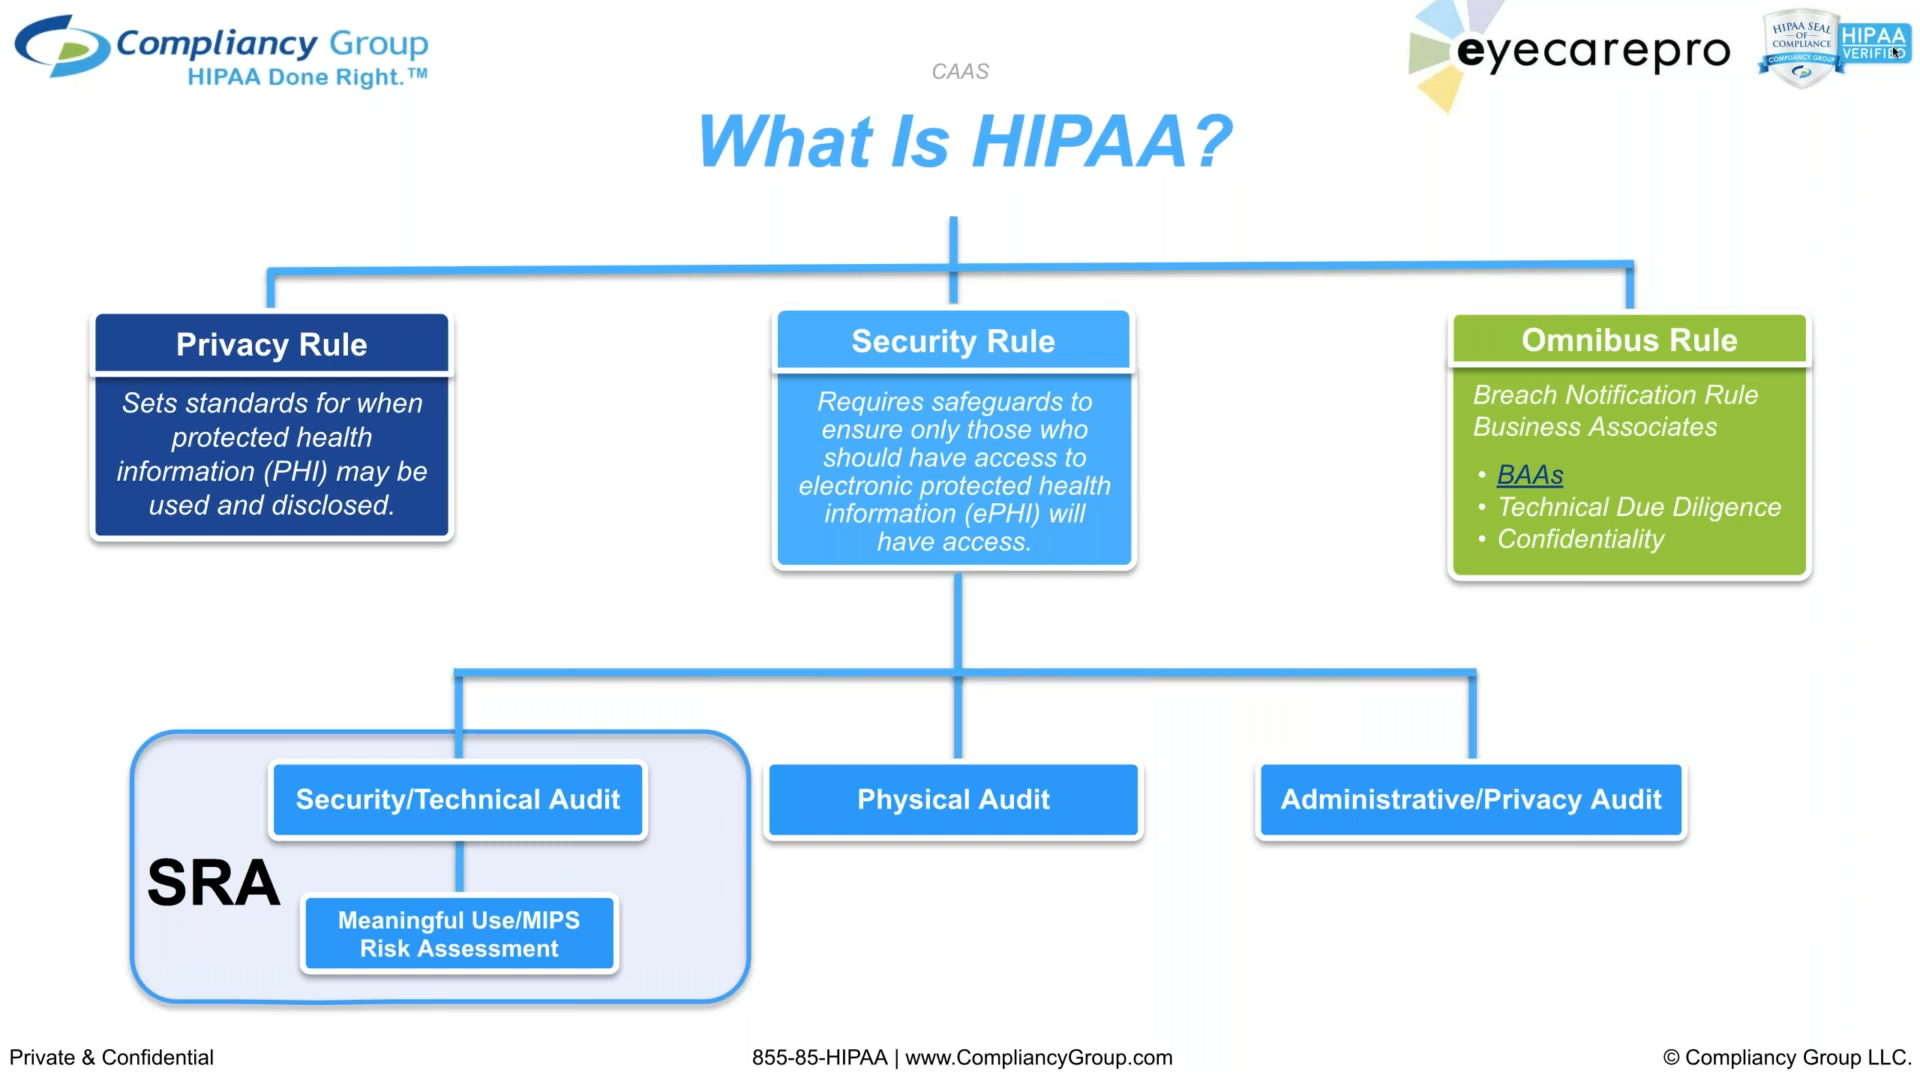 Compliancy Group
HIPAA Done Right.™
CAAS
eyecarepro
HIPAA SEAL
OF
COMPLIANCE
COMPLIANCY GROUP
HIPAA
VERIFIED
What Is HIPAA?
Privacy Rule
Sets standards for when
protected health
information (PHI) may be
used and disclosed.
Security Rule
Requires safeguards to
ensure only those who
should have access to
electronic protected health
information (ePHI) will
have access.
Omnibus Rule
Breach Notification Rule
Business Associates
• BAAs
• Technical Due Diligence
• Confidentiality
Security/Technical Audit
Physical Audit
Administrative/Privacy Audit
SRA
Meaningful Use/MIPS
Risk Assessment
Private & Confidential
855-85-HIPAA | www.CompliancyGroup.com
© Compliancy Group LLC.